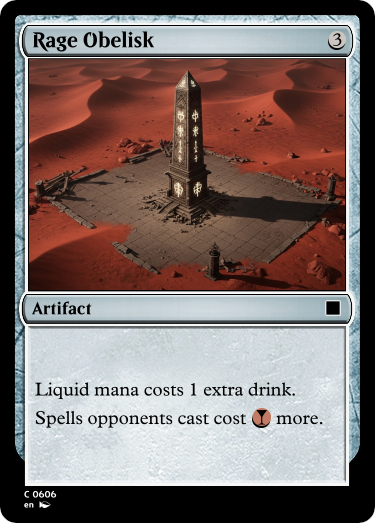 Rage Obelisk
3
Artifact
Liquid mana costs 1 extra drink.
Spells opponents cast cost more.
C 0606
en